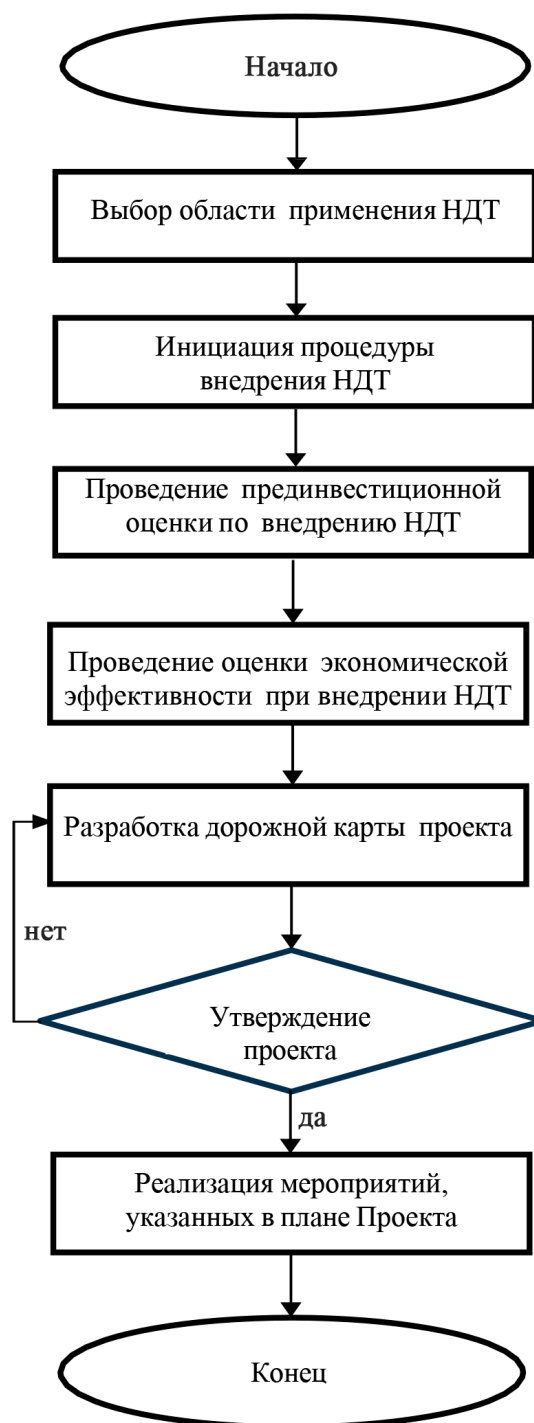 Начало
Выбор области применения НДТ
Инициация процедуры
внедрения НДТ
Проведение прединвестиционной
оценки по внедрению НДТ
Проведение оценки экономической
эффективности при внедрении НДТ
Разработка дорожной карты проекта
нет
Утверждение
проекта
да
Реализация мероприятий,
указанных в плане Проекта
Конец